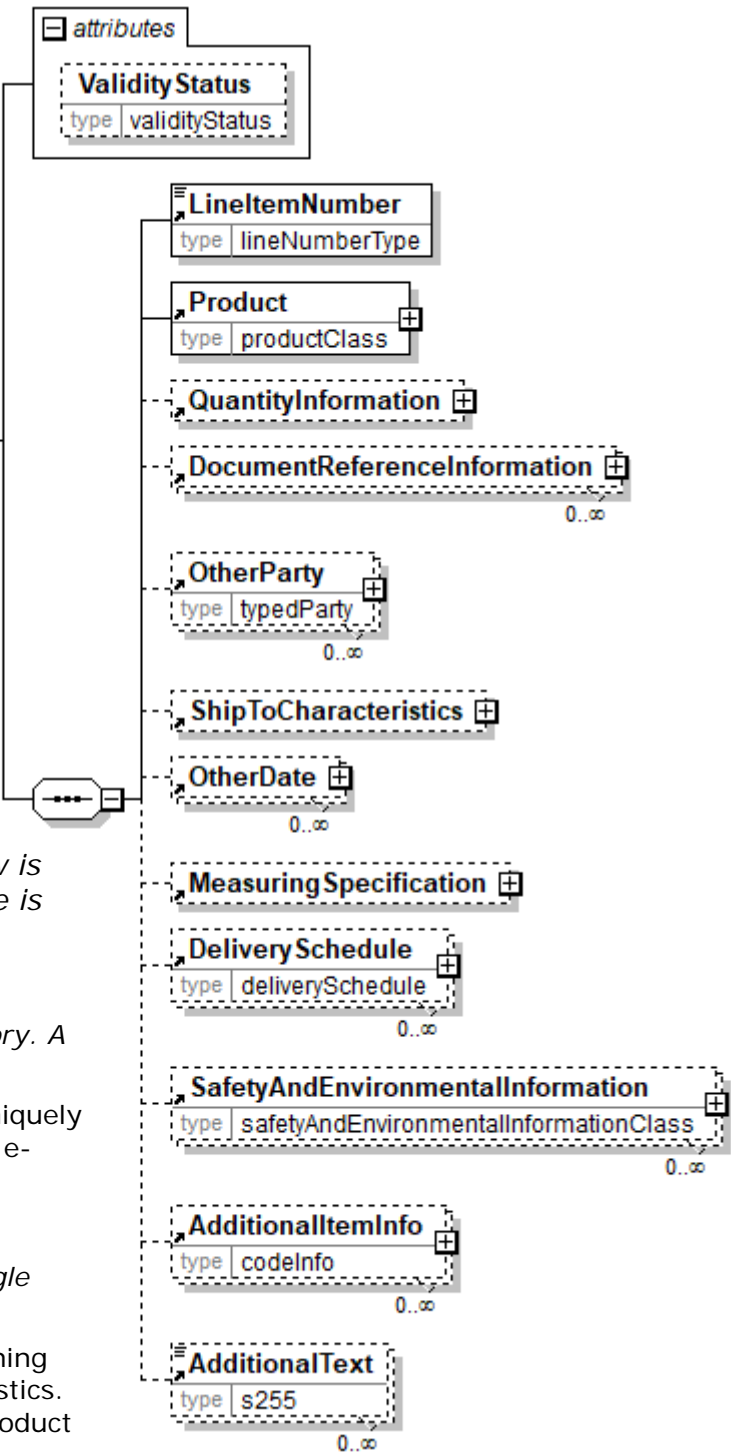 attributes
ValidityStatus
type validityStatus
LineItemNumber
type lineNumberType
Product
type productClass
QuantityInformation
DocumentReferenceInformation
0..∞
OtherParty
type typedParty
0..∞
ShipToCharacteristics
OtherDate
0..∞
is
MeasuringSpecification
is
DeliverySchedule
type deliverySchedule
0..∞
ry. A
SafetyAndEnvironmentalInformation
type safetyAndEnvironmentalInformationClass
0..∞
iquely
e-
AdditionalItemInfo
type codeInfo
0..∞
gle
ning
stics.
AdditionalText
type s255
oduct
0..∞